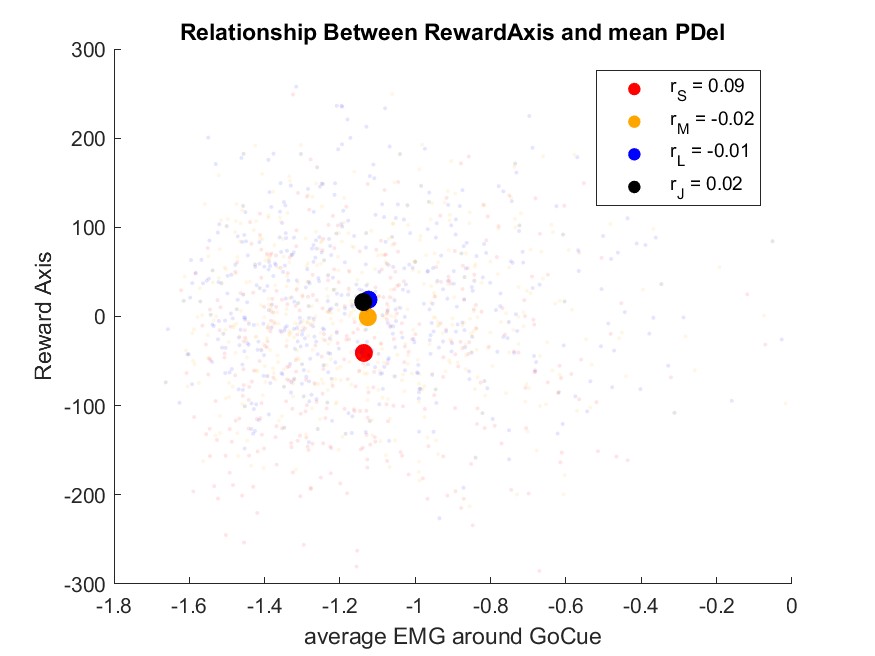 Relationship Between RewardAxis and mean PDel
300
200
100
0
-100
-200
-300
Reward Axis
-1.8
-1.6
-1.4
-1.2
-1
-0.8
-0.6
-0.4
-0.2
0
average EMG around GoCue
r_S = 0.09
r_M = -0.02
r_L = -0.01
r_J = 0.02